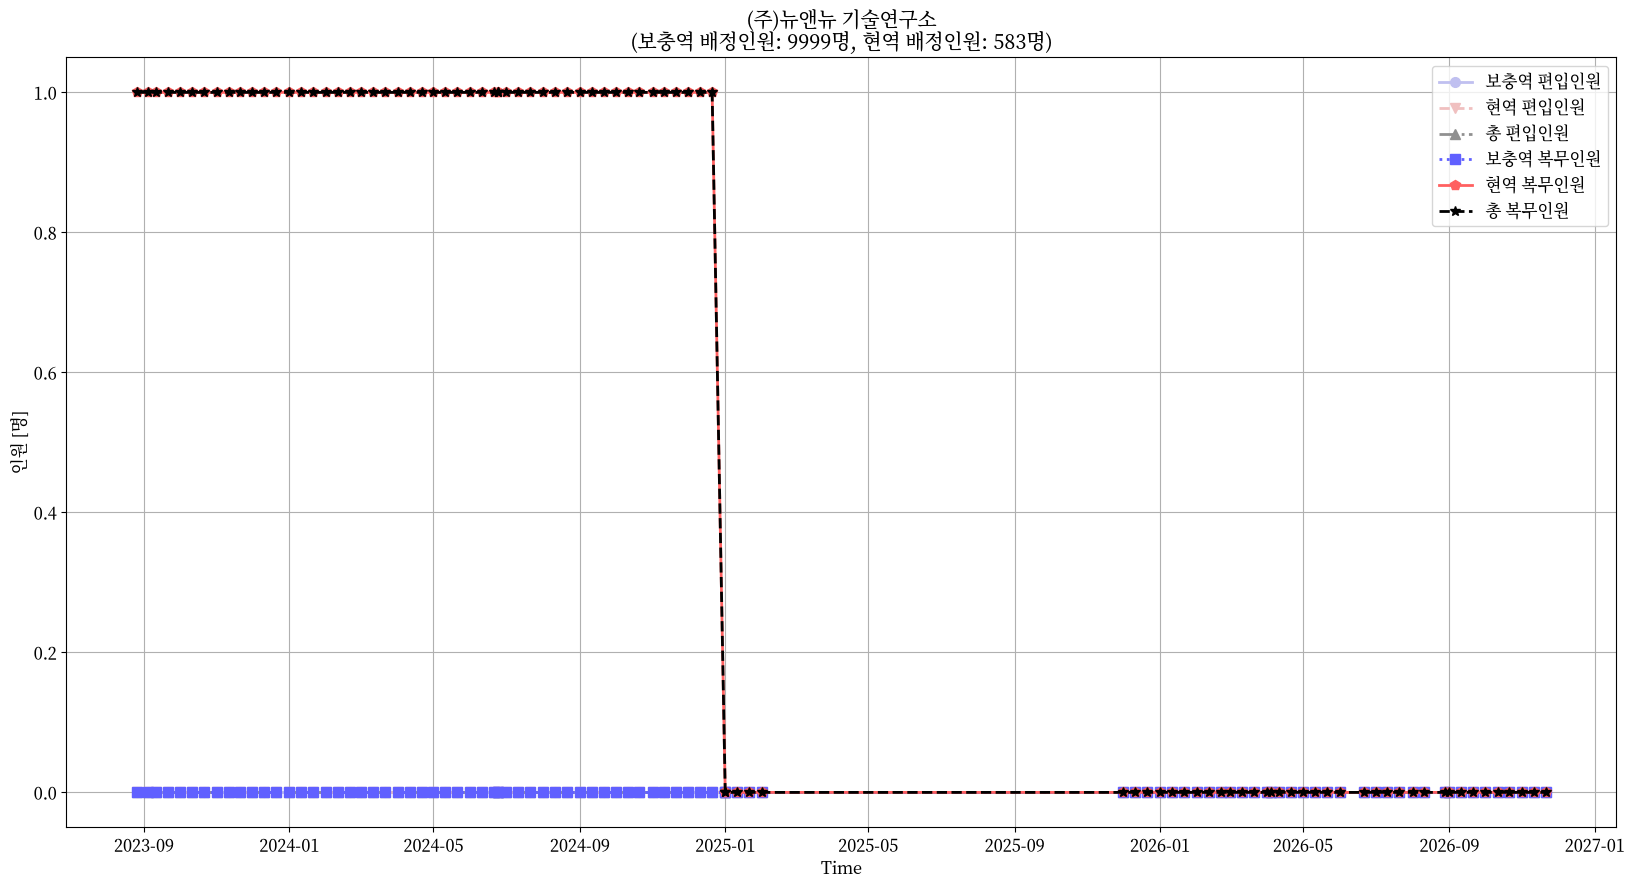 (주)뉴앤뉴 기술연구소
(보충역 배정인원: 9999명, 현역 배정인원: 583명)
보충역 편입인원
현역 편입인원
총 편입인원
보충역 복무인원
현역 복무인원
총 복무인원
인원 [명]
1.0
0.8
0.6
0.4
0.2
0.0
2023-09 2024-01 2024-05 2024-09 2025-01 2025-05 2025-09 2026-01 2026-05 2026-09 2027-01
Time